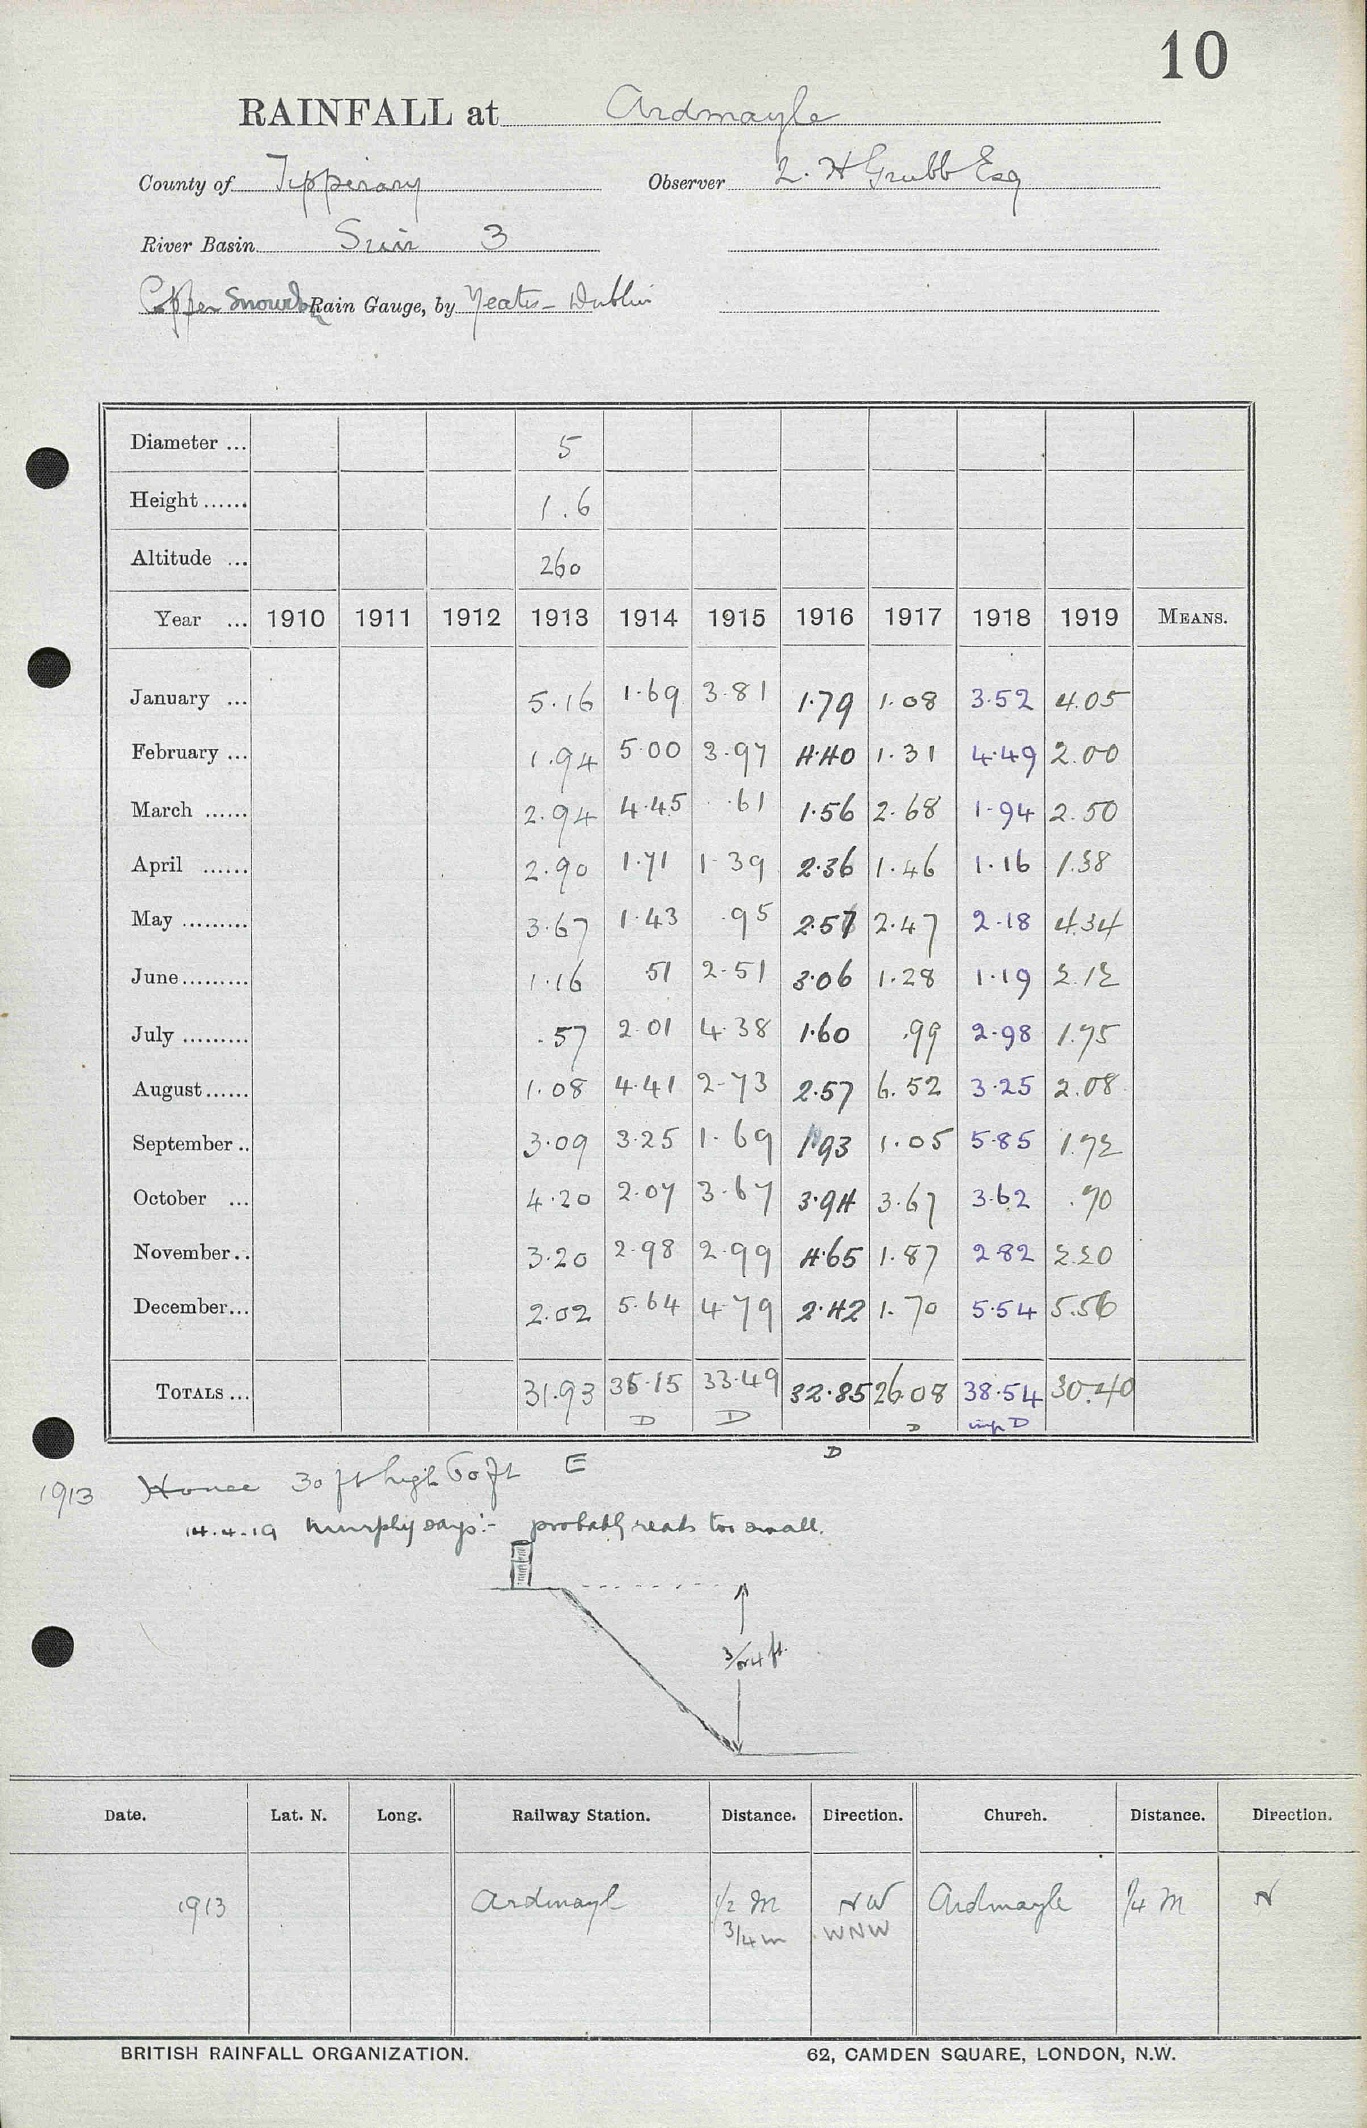 10
RAINFALL at Ardmayle
County of Tipperary Observer L. H Grubb Esq
River Basin Suir 3
Copper Snowdon Rain Gauge, by Yeates – Dublin
Diameter ... 5
Height ...... 1.6
Altitude ... 260
Year ... 1910 1911 1912 1913 1914 1915 1916 1917 1918 1919 MEANS.
January ... 5.16 1.69 3.81 1.79 1.08 3.52 4.05
February ... 1.94 5.00 3.97 4.40 1.31 4.49 2.00
March ...... 2.94 4.45 .61 1.56 2.68 1.94 2.50
April ...... 2.90 1.71 1.39 2.36 1.46 1.16 1.38
May ......... 3.67 1.43 .95 2.57 2.47 2.18 4.34
June......... 1.16 51 2.51 3.06 1.28 1.19 2.12
July ......... .57 2.01 4.38 1.60 .99 2.98 1.75
August...... 1.08 4.41 2.73 2.57 6.52 3.25 2.08
September .. 3.09 3.25 1.69 1.93 1.05 5.85 1.72
October ... 4.20 2.07 3.67 3.94 3.67 3.62 .70
November.. 3.20 2.98 2.99 4.65 1.87 2.82 2.20
December... 2.02 5.64 4.79 2.42 1.70 5.54 5.56
TOTALS ... 31.93 35.15 33.49 32.85 26.08 38.54 30.40
D D D imp D
D
1913 House 30 ft high 60 ft E
14.4.19 Murphy says:- probably reads too small.
3/or 4 ft.
Date. Lat. N. Long. Railway Station. Distance. Direction. Church. Distance. Direction.
1913 Ardmayle 1/2 M NW Ardmayle 1/4 M N
3/4 m WNW
BRITISH RAINFALL ORGANIZATION. 62, CAMDEN SQUARE, LONDON, N.W.